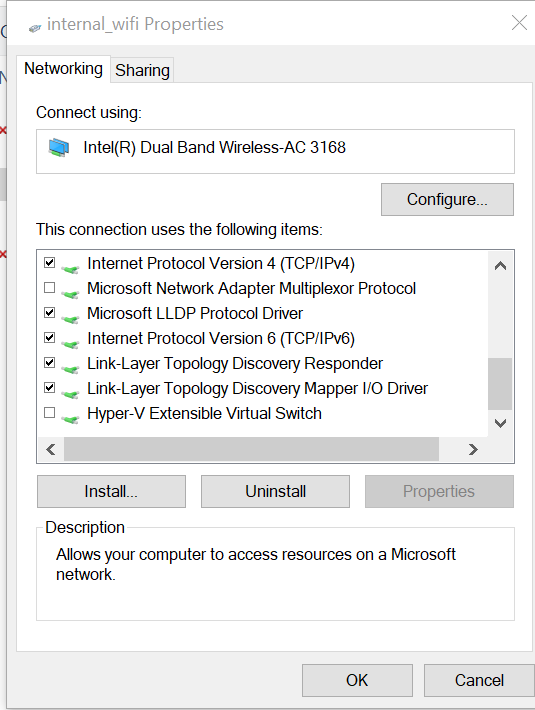 internal_wifi Properties
Networking
Sharing
Connect using:
Intel(R) Dual Band Wireless-AC 3168
Configure...
This connection uses the following items:
Internet Protocol Version 4 (TCP/IPv4)
Microsoft Network Adapter Multiplexor Protocol
Microsoft LLDP Protocol Driver
Internet Protocol Version 6 (TCP/IPv6)
Link-Layer Topology Discovery Responder
Link-Layer Topology Discovery Mapper I/O Driver
Hyper-V Extensible Virtual Switch
Install...
Uninstall
Properties
Description
Allows your computer to access resources on a Microsoft
network.
OK
Cancel